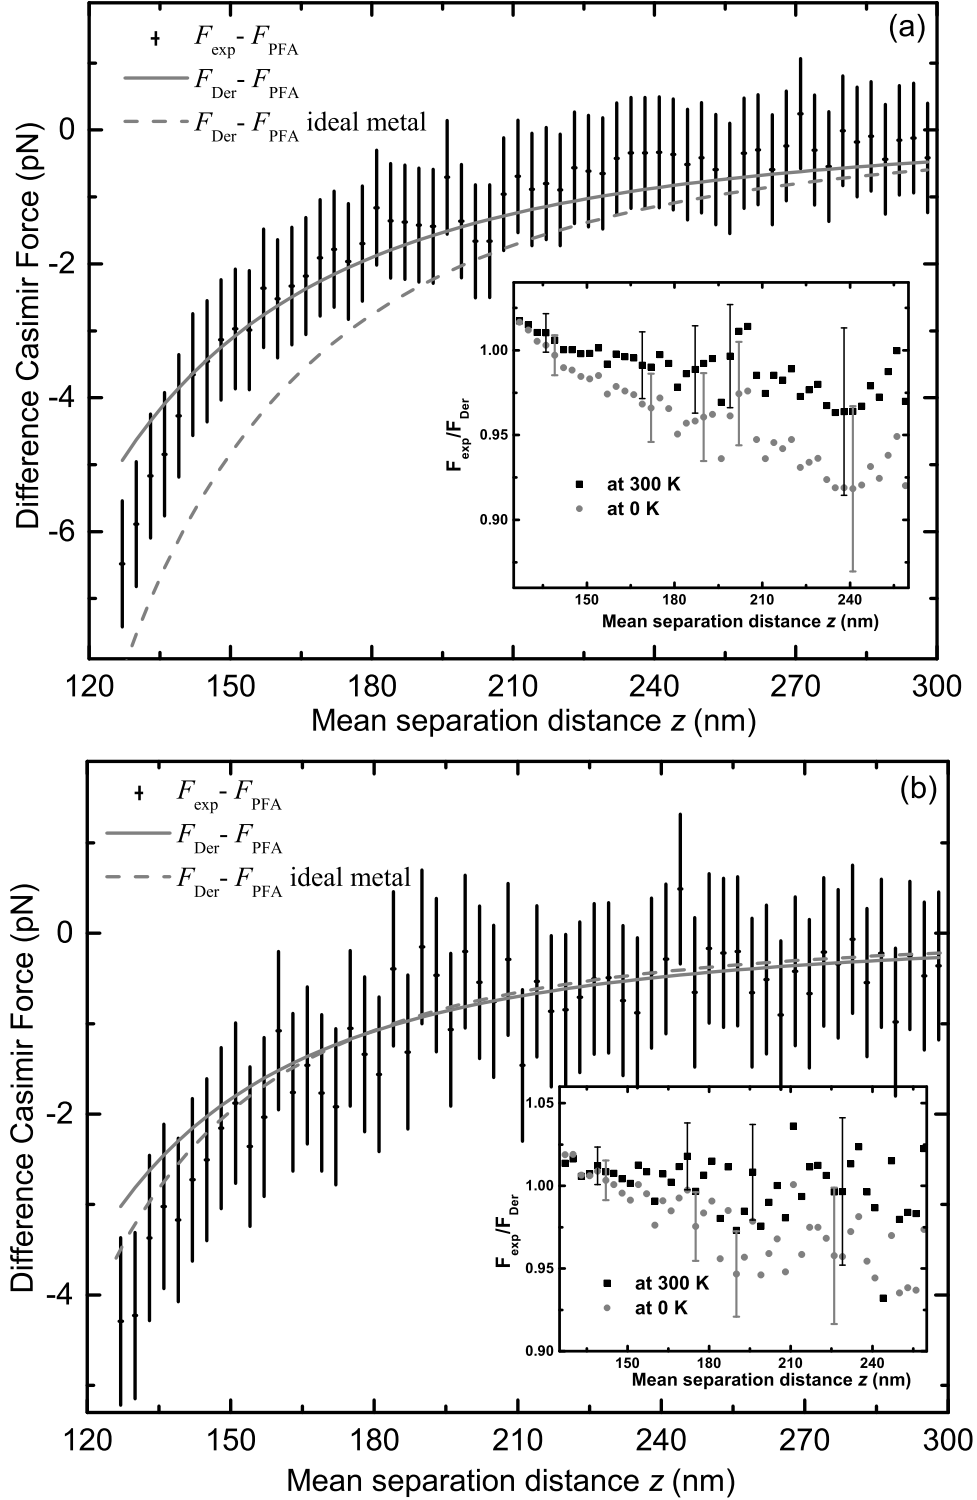 (a)
F_exp - F_PFA
F_Der - F_PFA
F_Der - F_PFA ideal metal
Difference Casimir Force (pN)
0
-2
-4
-6
120 150 180 210 240 270 300
Mean separation distance z (nm)
F_exp/F_Der
1.00
0.95
0.90
at 300 K
at 0 K
150 180 210 240
Mean separation distance z (nm)
(b)
F_exp - F_PFA
F_Der - F_PFA
F_Der - F_PFA ideal metal
Difference Casimir Force (pN)
0
-2
-4
120 150 180 210 240 270 300
Mean separation distance z (nm)
F_exp/F_Der
1.05
1.00
0.95
0.90
at 300 K
at 0 K
150 180 210 240
Mean separation distance z (nm)